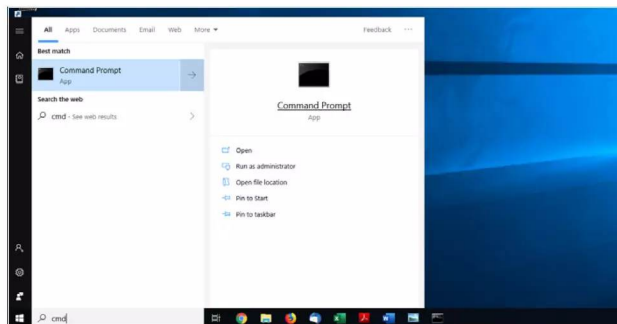 All Apps Documents Email Web More Feedback ...
Best match
Command Prompt
App
Search the web
cmd - See web results
Command Prompt
App
Open
Run as administrator
Open file location
Pin to Start
Pin to taskbar
cmd